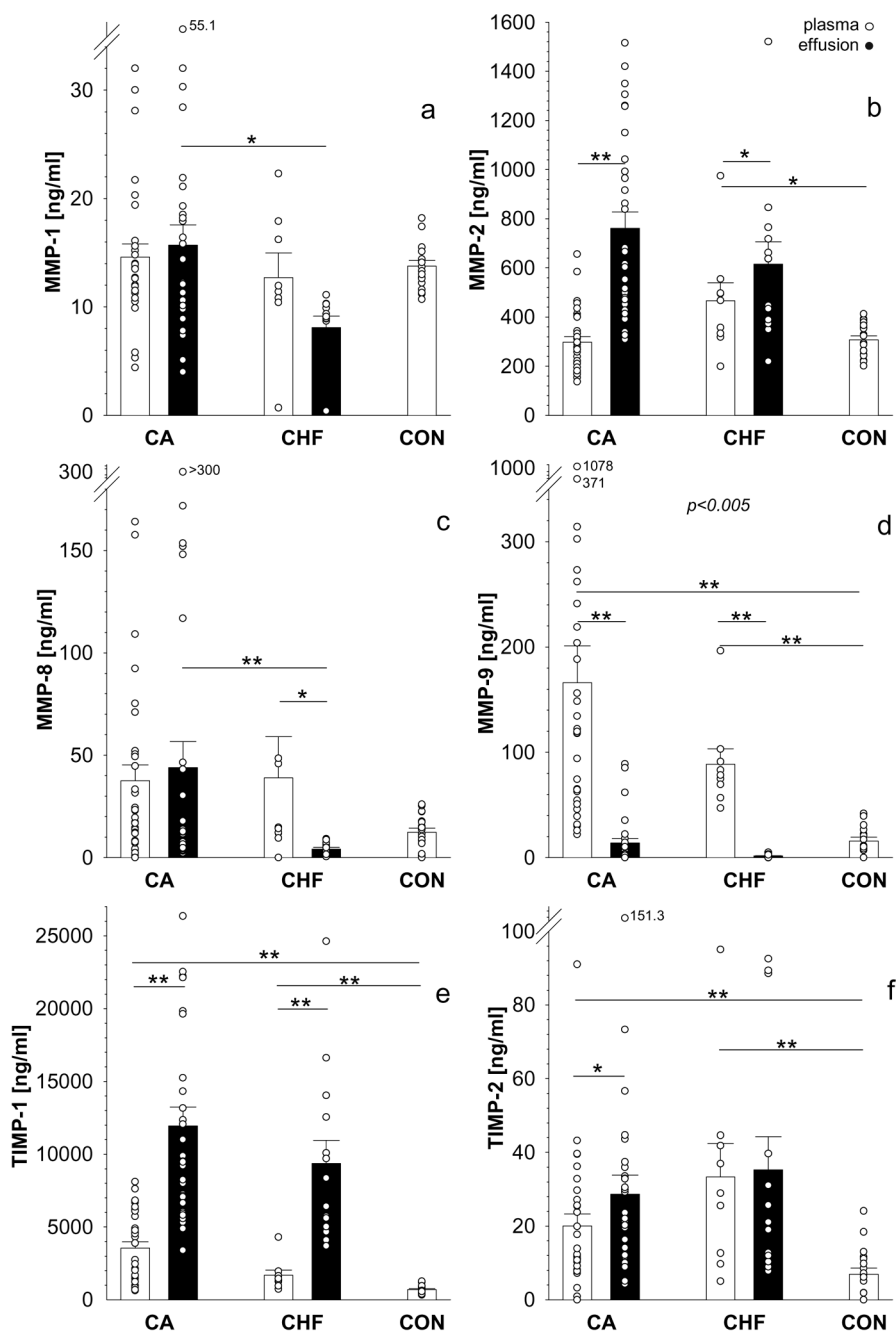 55.1
30
20
10
0
MMP-1 [ng/ml]
a
*
CA
CHF
CON
plasma
effusion
1600
1400
1200
1000
800
600
400
200
0
MMP-2 [ng/ml]
b
**
*
*
CA
CHF
CON
300
150
100
50
0
MMP-8 [ng/ml]
>300
c
**
*
CA
CHF
CON
1000
300
200
100
0
MMP-9 [ng/ml]
1078
371
p<0.005
d
**
**
**
**
CA
CHF
CON
25000
20000
15000
10000
5000
0
TIMP-1 [ng/ml]
e
**
**
**
**
CA
CHF
CON
100
80
60
40
20
0
TIMP-2 [ng/ml]
151.3
f
**
**
*
CA
CHF
CON